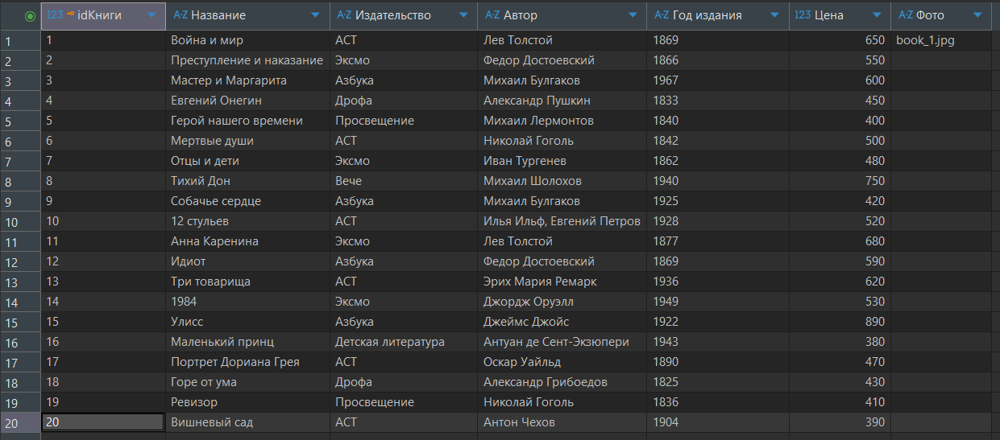 123 idКниги A-Z Название A-Z Издательство A-Z Автор A-Z Год издания 123 Цена A-Z Фото
1 1 Война и мир АСТ Лев Толстой 1869 650 book_1.jpg
2 2 Преступление и наказание Эксмо Федор Достоевский 1866 550
3 3 Мастер и Маргарита Азбука Михаил Булгаков 1967 600
4 4 Евгений Онегин Дрофа Александр Пушкин 1833 450
5 5 Герой нашего времени Просвещение Михаил Лермонтов 1840 400
6 6 Мертвые души АСТ Николай Гоголь 1842 500
7 7 Отцы и дети Эксмо Иван Тургенев 1862 480
8 8 Тихий Дон Вече Михаил Шолохов 1940 750
9 9 Собачье сердце Азбука Михаил Булгаков 1925 420
10 10 12 стульев АСТ Илья Ильф, Евгений Петров 1928 520
11 11 Анна Каренина Эксмо Лев Толстой 1877 680
12 12 Идиот Азбука Федор Достоевский 1869 590
13 13 Три товарища АСТ Эрих Мария Ремарк 1936 620
14 14 1984 Эксмо Джордж Оруэлл 1949 530
15 15 Улисс Азбука Джеймс Джойс 1922 890
16 16 Маленький принц Детская литература Антуан де Сент-Экзюпери 1943 380
17 17 Портрет Дориана Грея АСТ Оскар Уайльд 1890 470
18 18 Горе от ума Дрофа Александр Грибоедов 1825 430
19 19 Ревизор Просвещение Николай Гоголь 1836 410
20 20 Вишневый сад АСТ Антон Чехов 1904 390